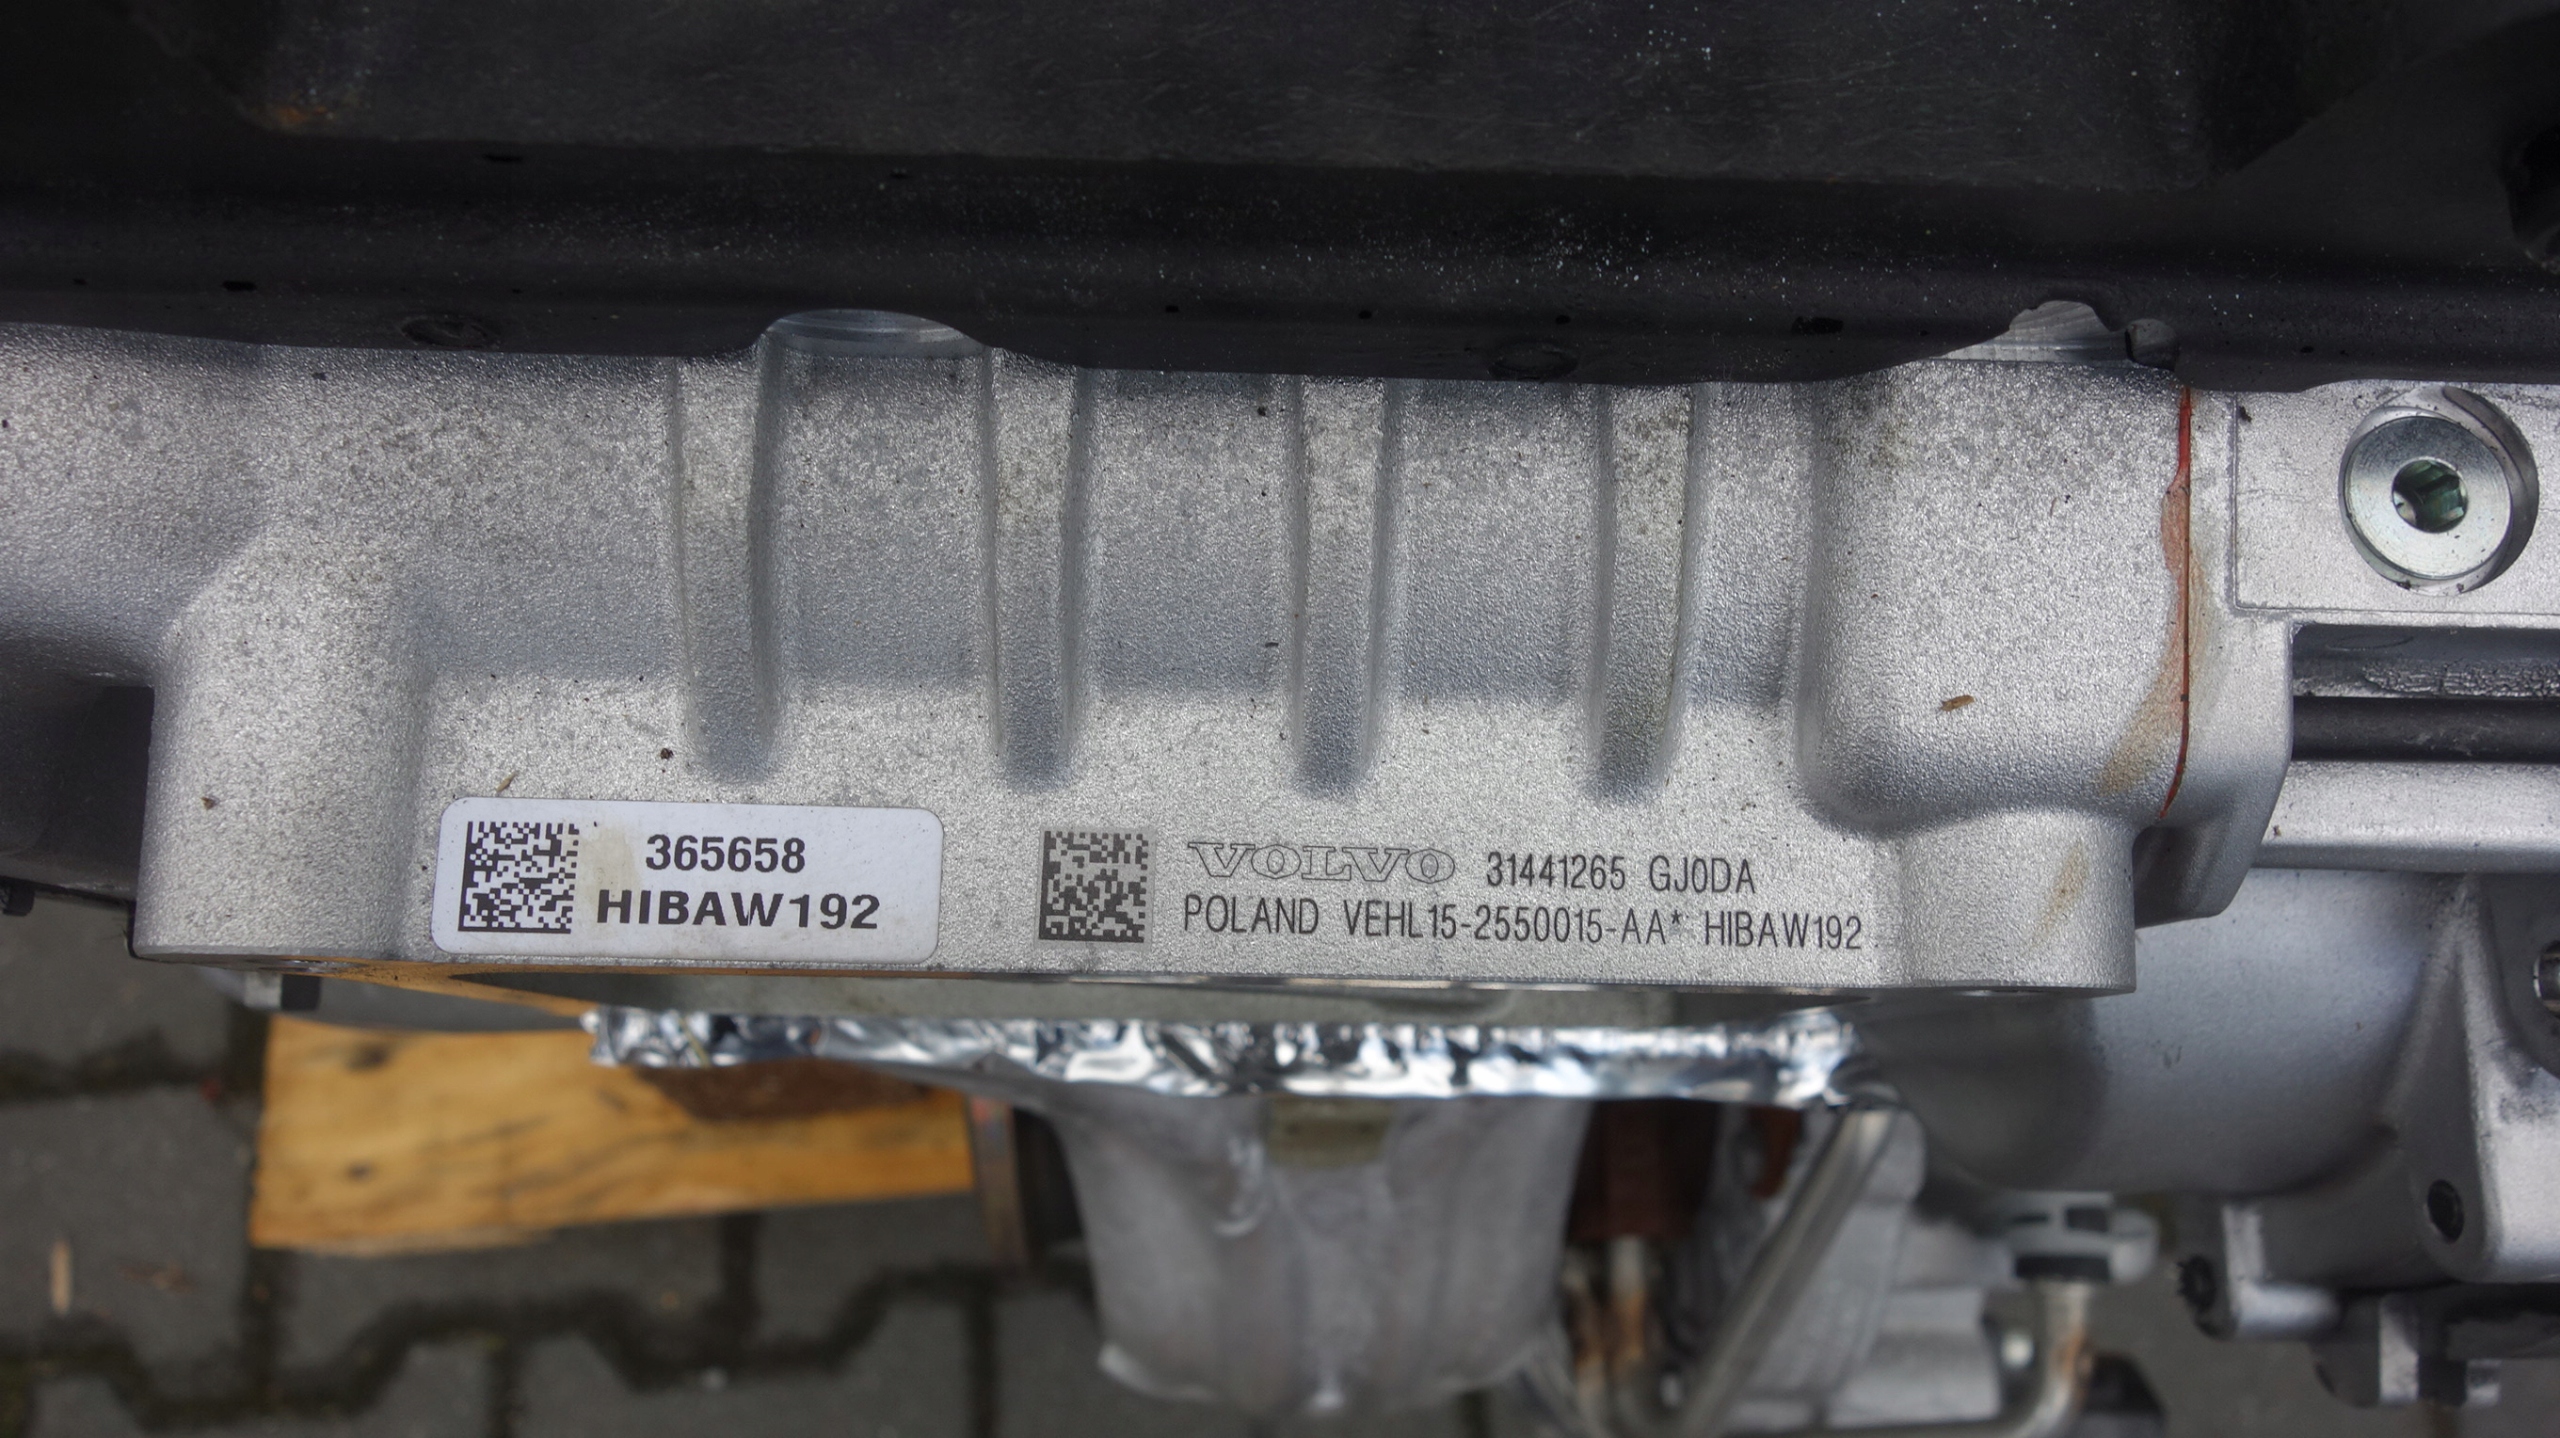 365658
HIBAW192
VOLVO 31441265 GJ0DA
POLAND VEHL15-2550015-AA* HIBAW192